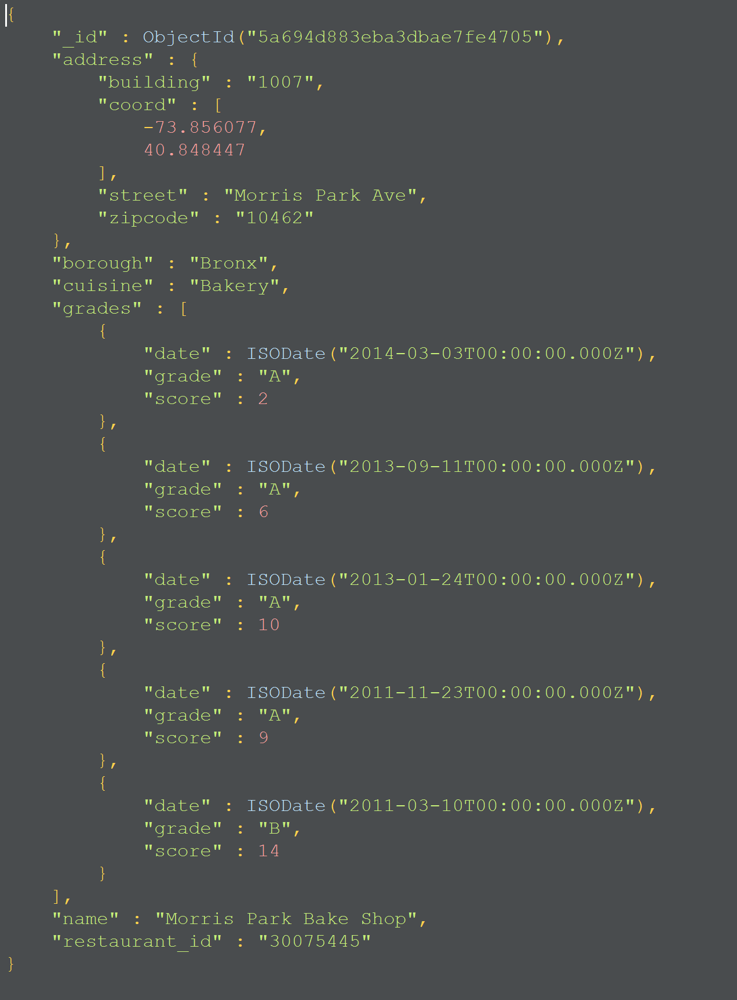 {
    "_id" : ObjectId("5a694d883eba3dbae7fe4705"),
    "address" : {
        "building" : "1007",
        "coord" : [
            -73.856077,
            40.848447
        ],
        "street" : "Morris Park Ave",
        "zipcode" : "10462"
    },
    "borough" : "Bronx",
    "cuisine" : "Bakery",
    "grades" : [
        {
            "date" : ISODate("2014-03-03T00:00:00.000Z"),
            "grade" : "A",
            "score" : 2
        },
        {
            "date" : ISODate("2013-09-11T00:00:00.000Z"),
            "grade" : "A",
            "score" : 6
        },
        {
            "date" : ISODate("2013-01-24T00:00:00.000Z"),
            "grade" : "A",
            "score" : 10
        },
        {
            "date" : ISODate("2011-11-23T00:00:00.000Z"),
            "grade" : "A",
            "score" : 9
        },
        {
            "date" : ISODate("2011-03-10T00:00:00.000Z"),
            "grade" : "B",
            "score" : 14
        }
    ],
    "name" : "Morris Park Bake Shop",
    "restaurant_id" : "30075445"
}